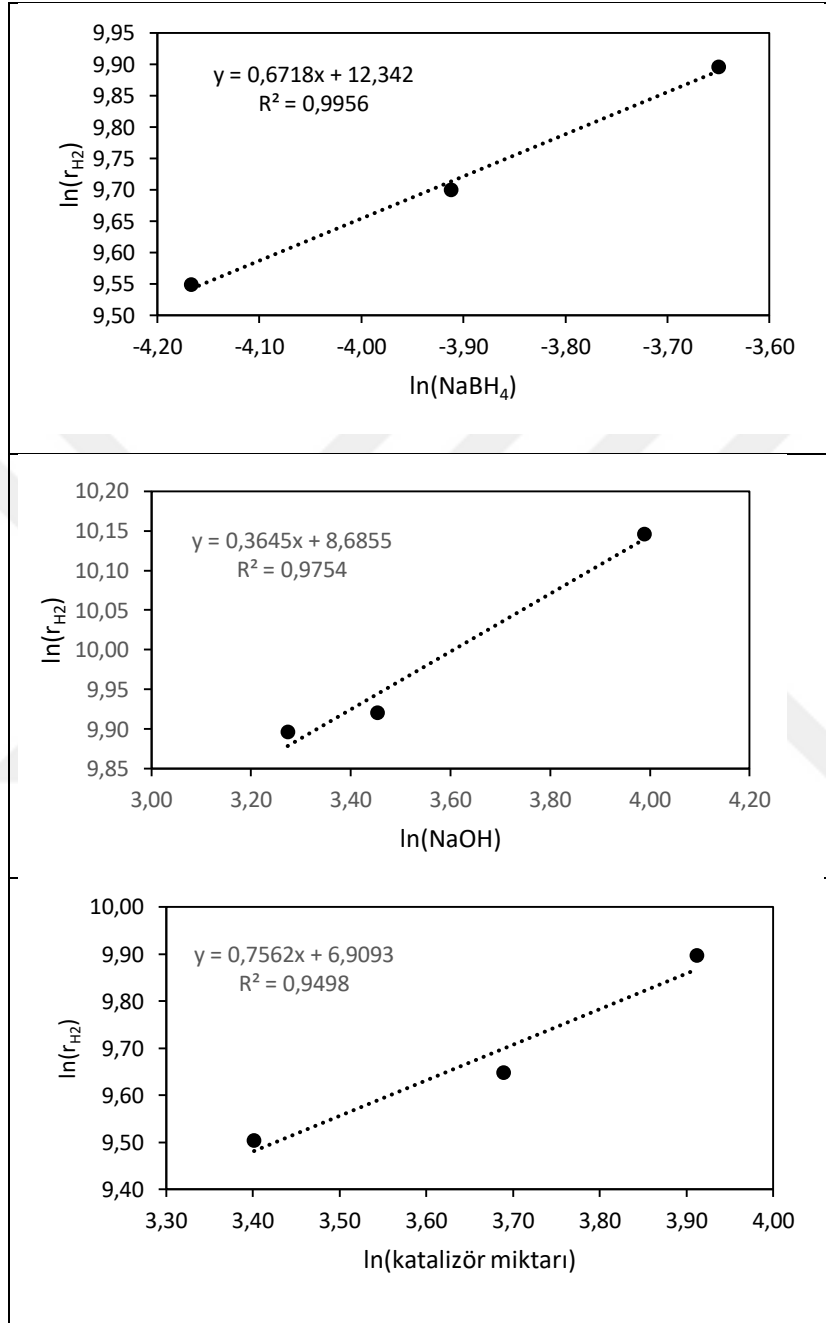 9,95
9,90
9,85
9,80
9,75
9,70
9,65
9,60
9,55
9,50
ln(rH2)
y = 0,6718x + 12,342
R² = 0,9956
-4,20 -4,10 -4,00 -3,90 -3,80 -3,70 -3,60
ln(NaBH4)
10,20
10,15
10,10
10,05
10,00
9,95
9,90
9,85
ln(rH2)
y = 0,3645x + 8,6855
R² = 0,9754
3,00 3,20 3,40 3,60 3,80 4,00 4,20
ln(NaOH)
10,00
9,90
9,80
9,70
9,60
9,50
9,40
ln(rH2)
y = 0,7562x + 6,9093
R² = 0,9498
3,30 3,40 3,50 3,60 3,70 3,80 3,90 4,00
ln(katalizör miktarı)